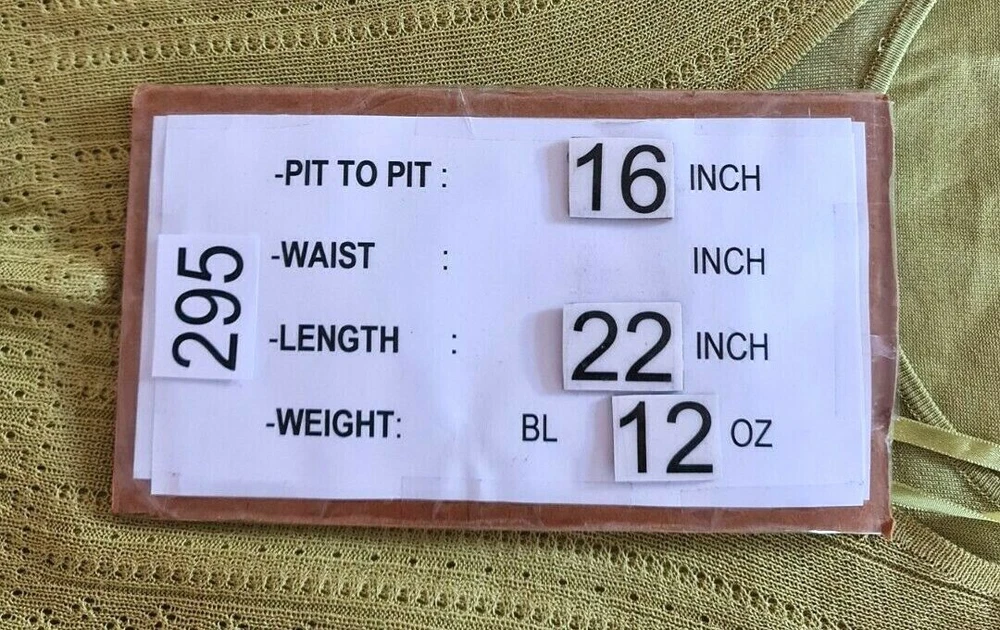 -PIT TO PIT : 16 INCH
-WAIST : INCH
295
-LENGTH : 22 INCH
-WEIGHT: BL 12 OZ